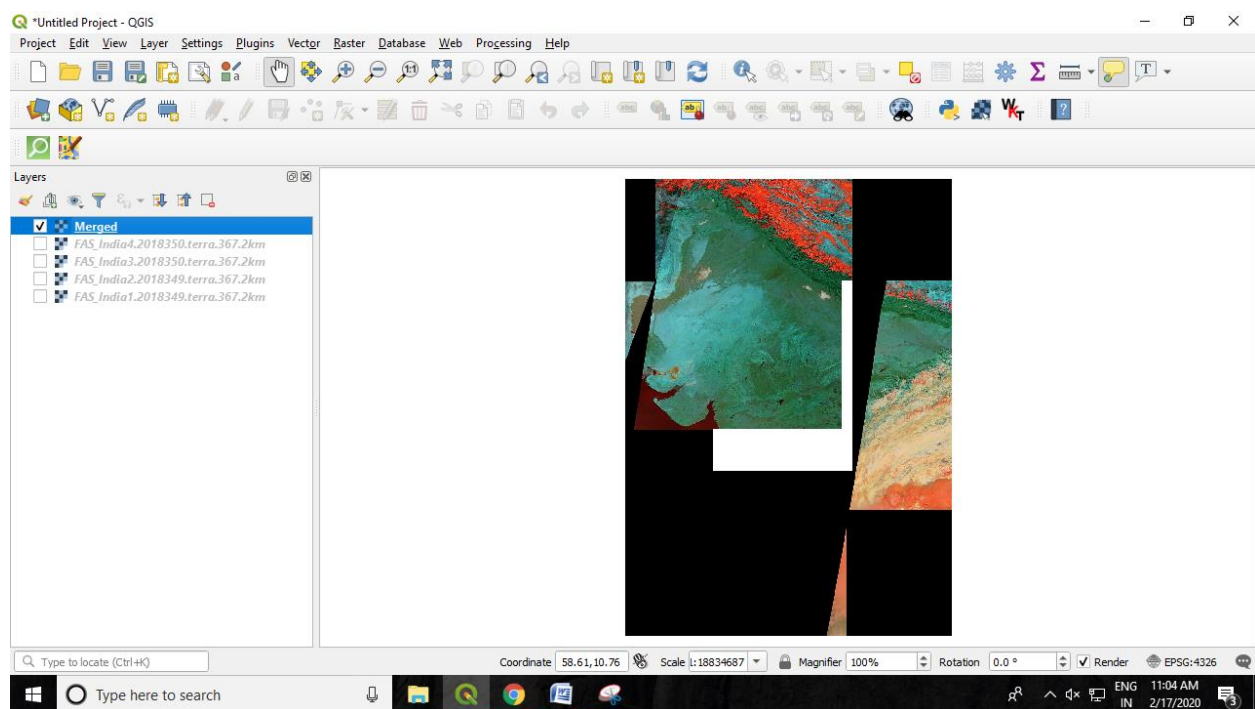 *Untitled Project - QGIS
Project Edit View Layer Settings Plugins Vector Raster Database Web Processing Help
Layers
Merged
FAS_India4.2018350.terra.367.2km
FAS_India3.2018350.terra.367.2km
FAS_India2.2018349.terra.367.2km
FAS_India1.2018349.terra.367.2km
Type to locate (Ctrl+K) Coordinate 58.61,10.76 Scale 1:18834687 Magnifier 100% Rotation 0.0 ° Render EPSG:4326
Type here to search ENG 11:04 AM
IN 2/17/2020 3